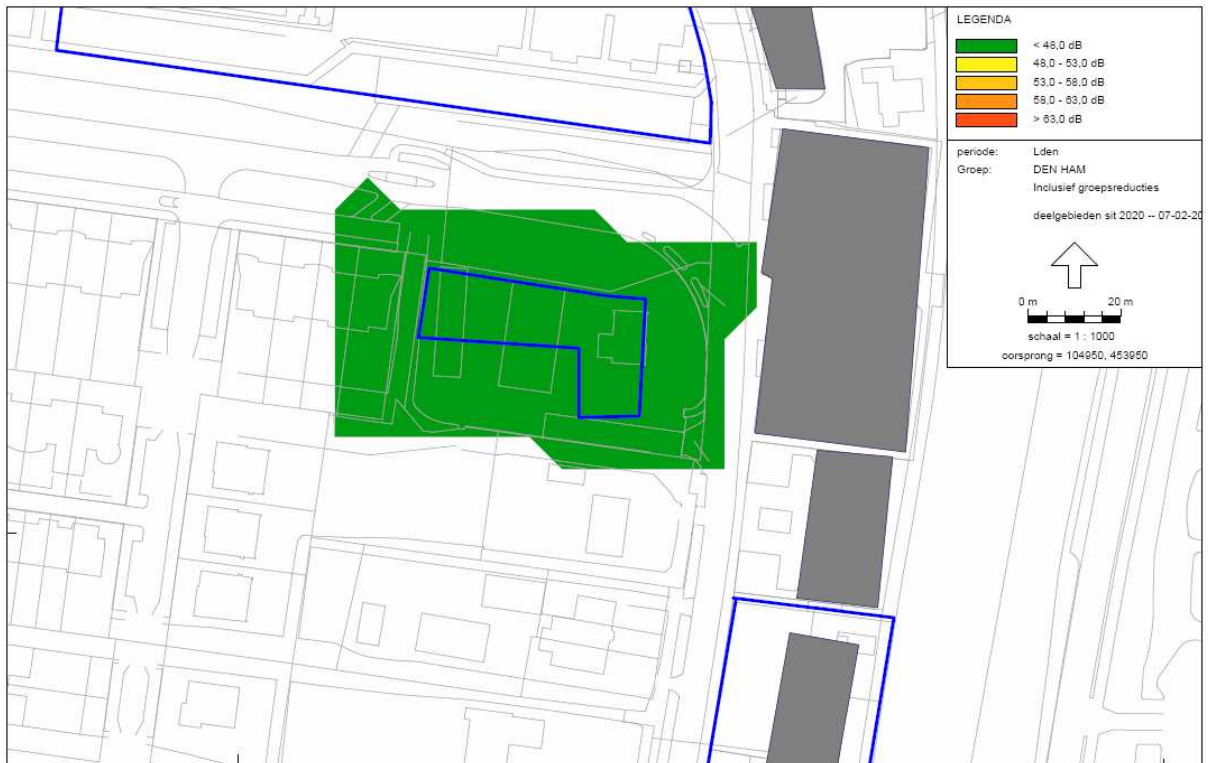 LEGENDA
< 48,0 dB
48,0 - 53,0 dB
53,0 - 58,0 dB
58,0 - 63,0 dB
> 63,0 dB
periode: Lden
Groep: DEN HAM
Inclusief groepsreducties
deelgebieden sit 2020 -- 07-02-20
0 m 20 m
schaal = 1 : 1000
oorsprong = 104950, 453950